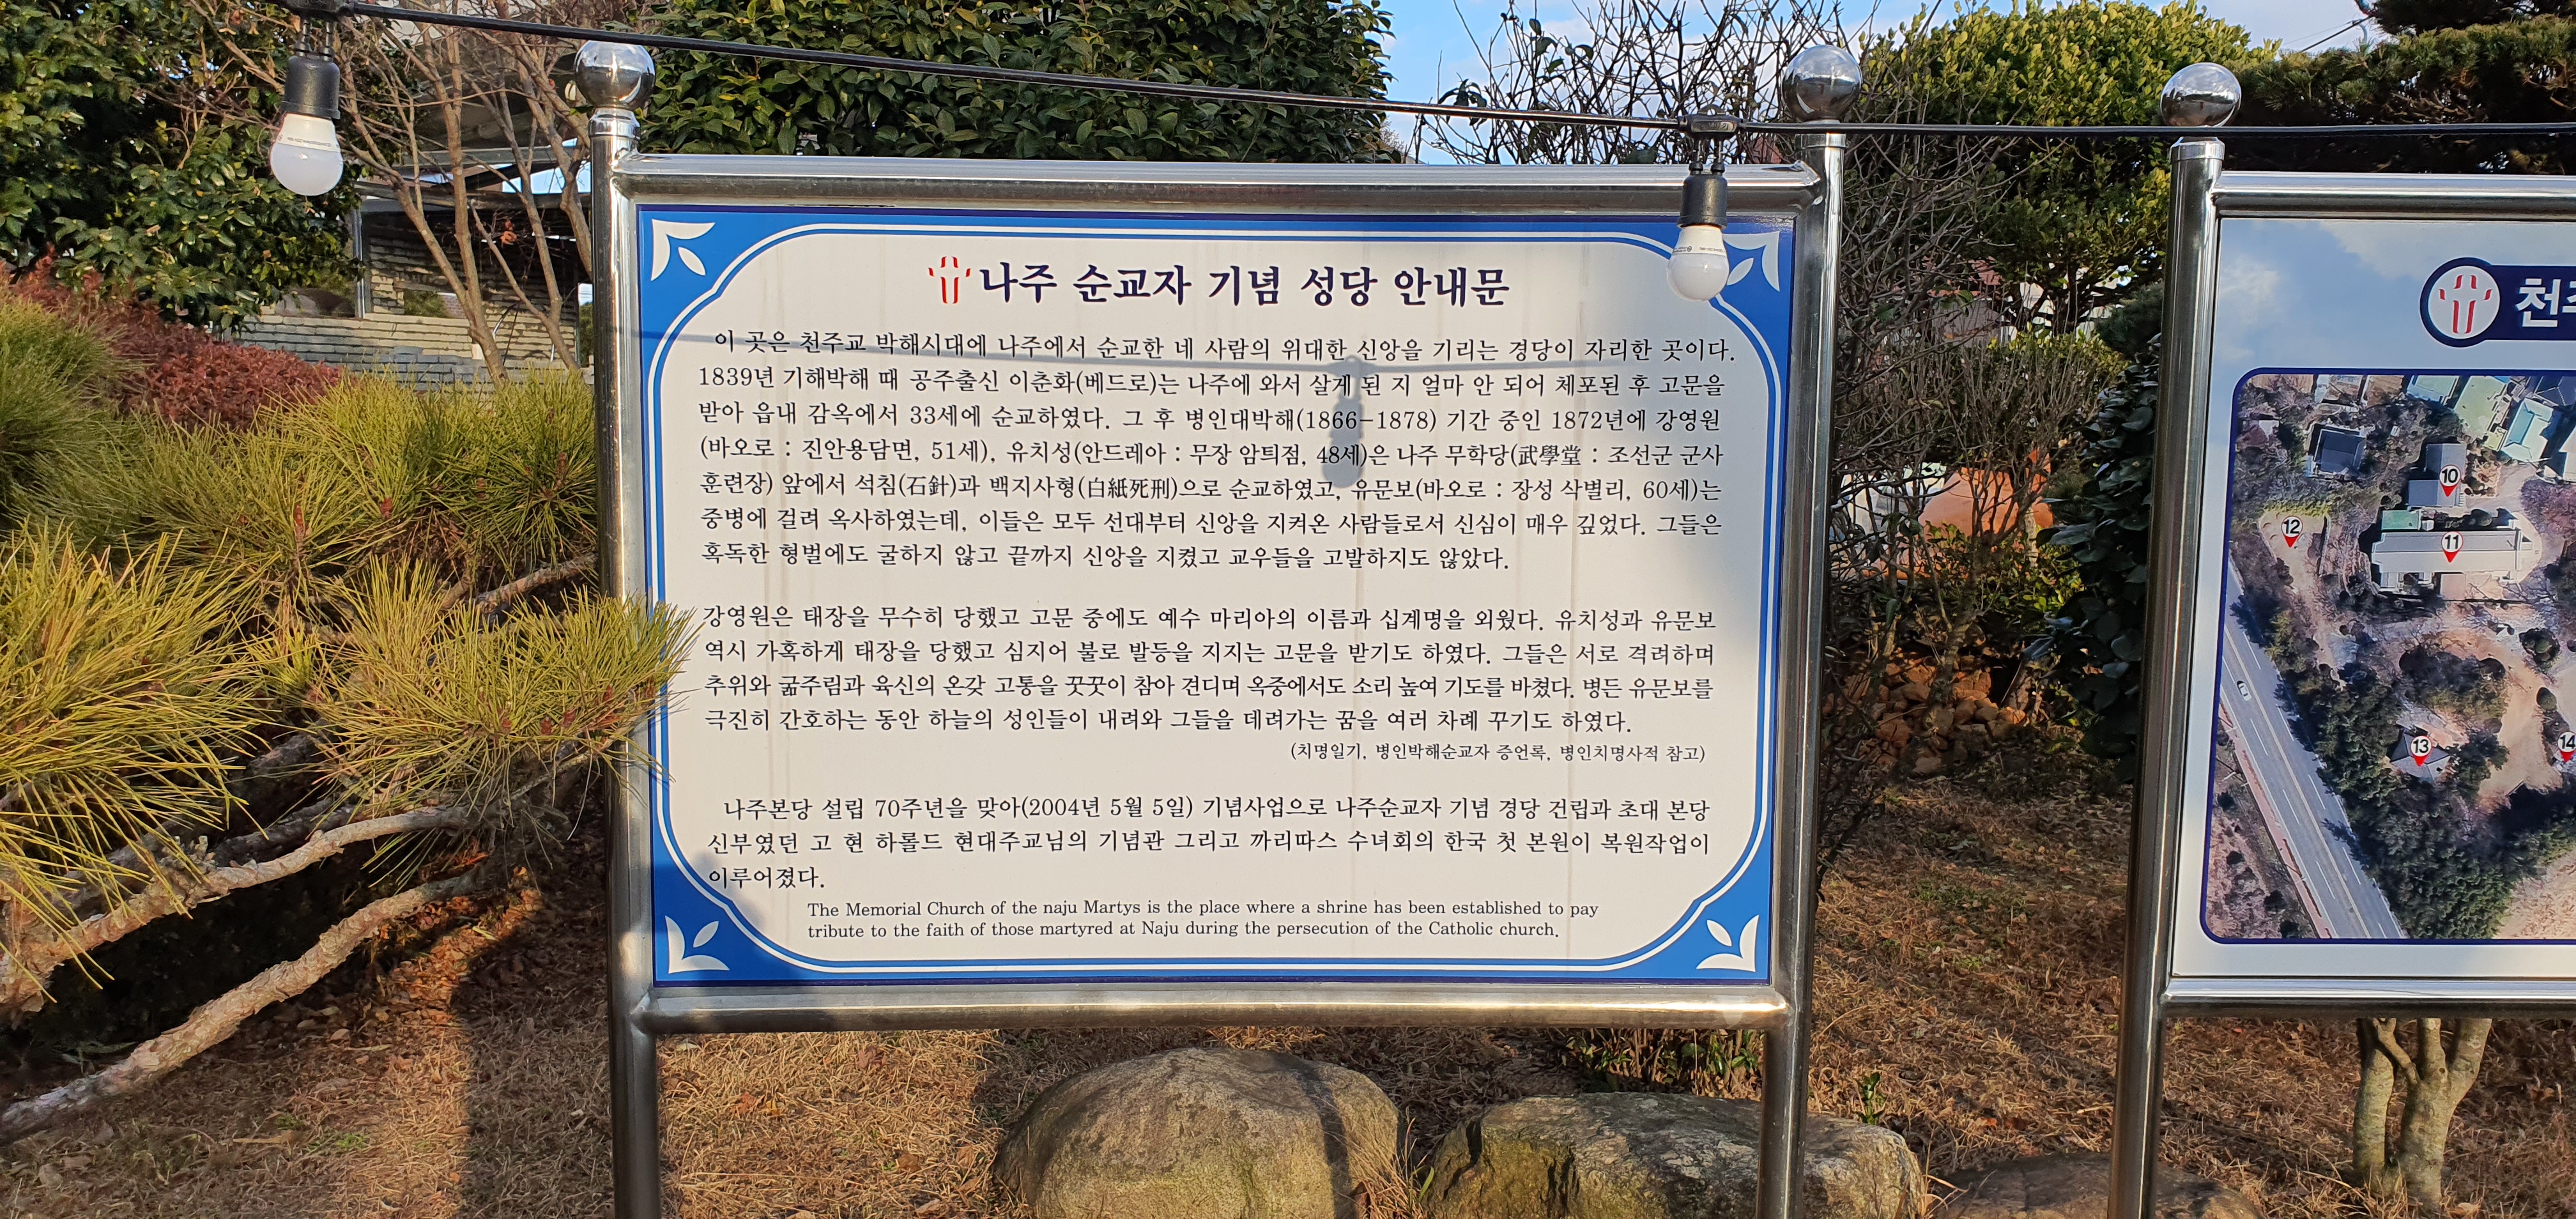 나주 순교자 기념 성당 안내문
이 곳은 천주교 박해시대에 나주에서 순교한 네 사람의 위대한 신앙을 기리는 경당이 자리한 곳이다.
1839년 기해박해 때 공주출신 이춘화(베드로)는 나주에 와서 살게 된 지 얼마 안 되어 체포된 후 고문을
받아 읍내 감옥에서 33세에 순교하였다. 그 후 병인대박해(1866-1878) 기간 중인 1872년에 강영원
(바오로 : 진안용담면, 51세), 유치성(안드레아 : 무장 암틔점, 48세)은 나주 무학당(武學堂 : 조선군 군사
훈련장) 앞에서 석침(石針)과 백지사형(白紙死刑)으로 순교하였고, 유문보(바오로 : 장성 삭별리, 60세)는
중병에 걸려 옥사하였는데, 이들은 모두 선대부터 신앙을 지켜온 사람들로서 신심이 매우 깊었다. 그들은
혹독한 형벌에도 굴하지 않고 끝까지 신앙을 지켰고 교우들을 고발하지도 않았다.
강영원은 태장을 무수히 당했고 고문 중에도 예수 마리아의 이름과 십계명을 외웠다. 유치성과 유문보
역시 가혹하게 태장을 당했고 심지어 불로 발등을 지지는 고문을 받기도 하였다. 그들은 서로 격려하며
추위와 굶주림과 육신의 온갖 고통을 꿋꿋이 참아 견디며 옥중에서도 소리 높여 기도를 바쳤다. 병든 유문보를
극진히 간호하는 동안 하늘의 성인들이 내려와 그들을 데려가는 꿈을 여러 차례 꾸기도 하였다.
(치명일기, 병인박해순교자 증언록, 병인치명사적 참고)
나주본당 설립 70주년을 맞아(2004년 5월 5일) 기념사업으로 나주순교자 기념 경당 건립과 초대 본당
신부였던 고 현 하롤드 현대주교님의 기념관 그리고 까리따스 수녀회의 한국 첫 본원이 복원작업이
이루어졌다.
The Memorial Church of the naju Martys is the place where a shrine has been established to pay
tribute to the faith of those martyred at Naju during the persecution of the Catholic church.
천주
10
12
11
13
14